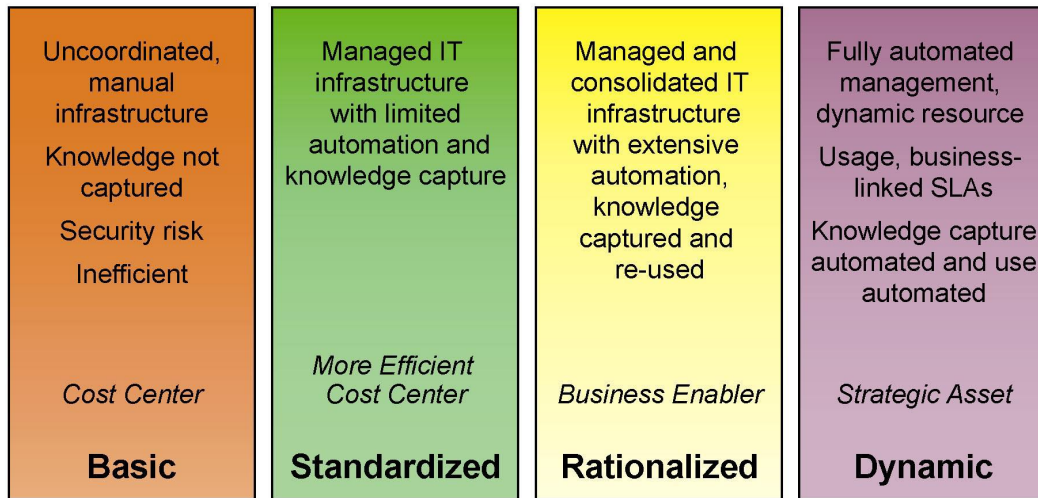 Uncoordinated,
manual
infrastructure
Knowledge not
captured
Security risk
Inefficient
Cost Center
Basic
Managed IT
infrastructure
with limited
automation and
knowledge capture
More Efficient
Cost Center
Standardized
Managed and
consolidated IT
infrastructure
with extensive
automation,
knowledge
captured and
re-used
Business Enabler
Rationalized
Fully automated
management,
dynamic resource
Usage, business-
linked SLAs
Knowledge capture
automated and use
automated
Strategic Asset
Dynamic